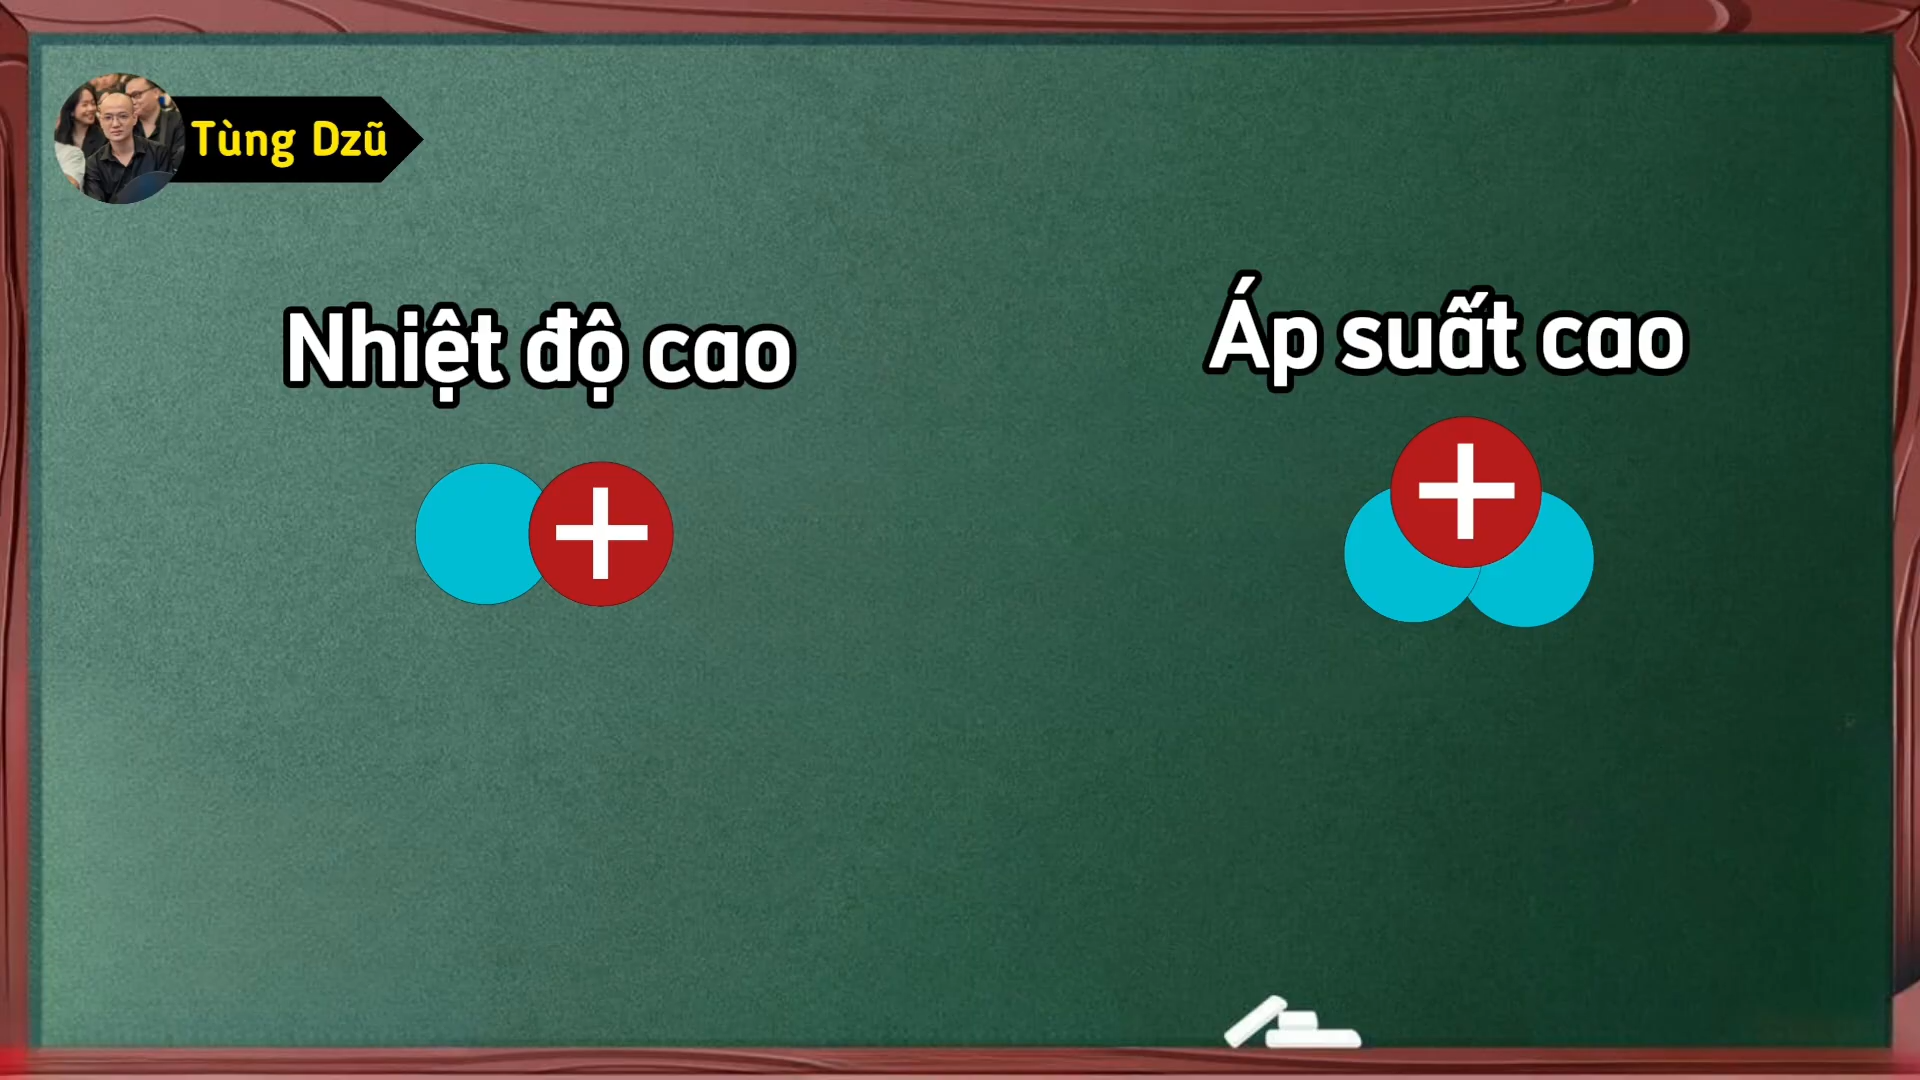 Tùng Dzũ
Nhiệt độ cao
Áp suất cao
+
+